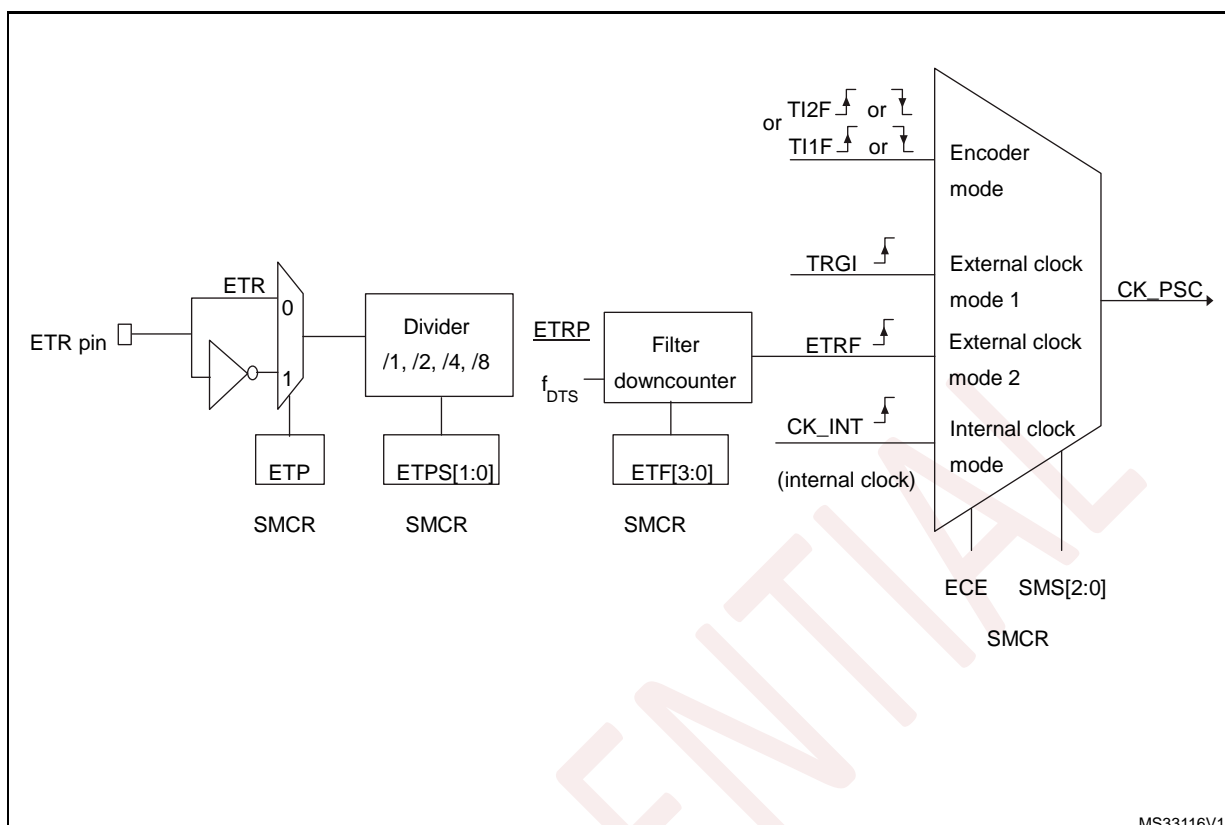 TI2F or
or
TI1F or
Encoder
mode
TRGI
External clock
mode 1
CK_PSC
ETR
0
ETR pin
1
Divider
/1, /2, /4, /8
ETRP
fDTS
Filter
downcounter
ETRF
External clock
mode 2
CK_INT
Internal clock
mode
(internal clock)
ETP
ETPS[1:0]
ETF[3:0]
SMCR
SMCR
SMCR
ECE
SMS[2:0]
SMCR
ENTIAL
MS33116V1